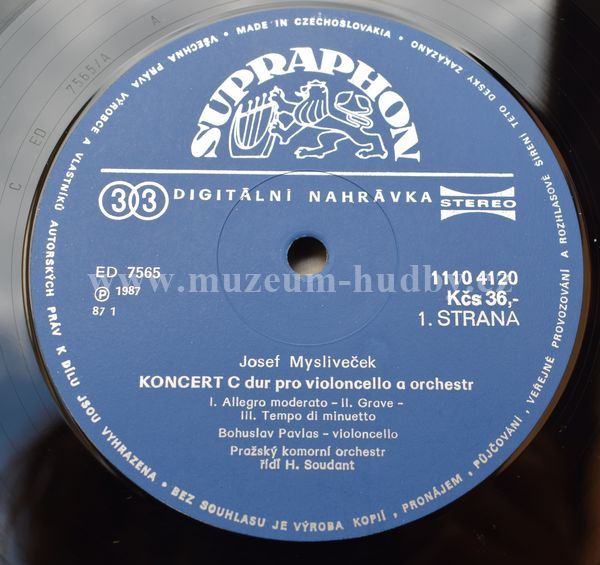 SUPRAPHON
33 DIGITÁLNÍ NAHRÁVKA STEREO
ED 7565
Ⓟ 1987
87 1
1110 4120
Kčs 36,-
1. STRANA
www.muzeum-hudby.cz
Josef Mysliveček
KONCERT C dur pro violoncello a orchestr
I. Allegro moderato – II. Grave –
III. Tempo di minuetto
Bohuslav Pavlas – violoncello
Pražský komorní orchestr
řídí H. Soudant
MADE IN CZECHOSLOVAKIA • VŠECHNA PRÁVA VÝROBCE A VLASTNÍKŮ AUTORSKÝCH PRÁV K DÍLU JSOU VYHRAZENA • BEZ SOUHLASU JE VÝROBA KOPIÍ, PRONÁJEM, PŮJČOVÁNÍ, VEŘEJNÉ PROVOZOVÁNÍ A ROZHLASOVÉ ŠÍŘENÍ TÉTO DESKY ZAKÁZÁNO
C ED 7565/A A